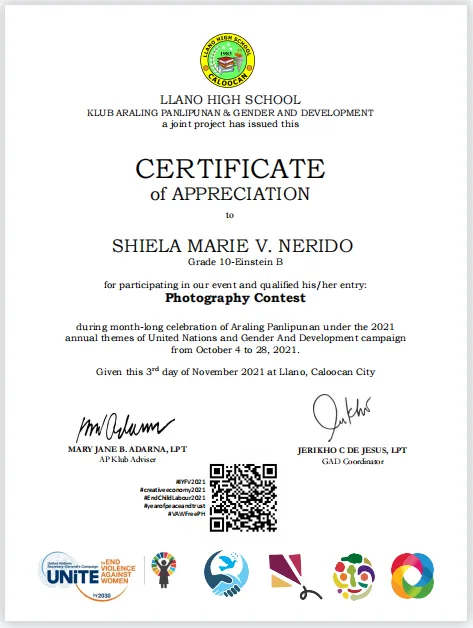 LLANO HIGH SCHOOL
1983
CALOOCAN
LLANO HIGH SCHOOL
KLUB ARALING PANLIPUNAN & GENDER AND DEVELOPMENT
a joint project has issued this
CERTIFICATE
of APPRECIATION
to
SHIELA MARIE V. NERIDO
Grade 10-Einstein B
for participating in our event and qualified his/her entry:
Photography Contest
during month-long celebration of Araling Panlipunan under the 2021
annual themes of United Nations and Gender And Development campaign
from October 4 to 28, 2021.
Given this 3rd day of November 2021 at Llano, Caloocan City
MARY JANE B. ADARNA, LPT
AP Klub Adviser
JERIKHO C DE JESUS, LPT
GAD Coordinator
#IYFV2021
#creativeeconomy2021
#EndChildLabour2021
#yearofpeaceandtrust
#VAWFreePH
United Nations
Secretary-General's Campaign
UNiTE
to END
VIOLENCE
AGAINST
WOMEN
by 2030